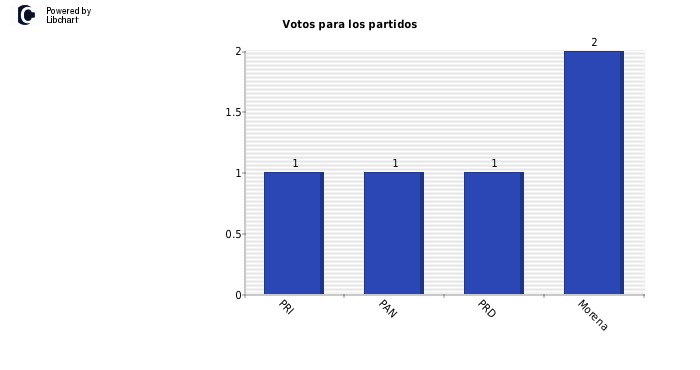 Powered by
Libchart
Votos para los partidos
2
1.5
1
0.5
0
1
1
1
2
PRI
PAN
PRD
Morena